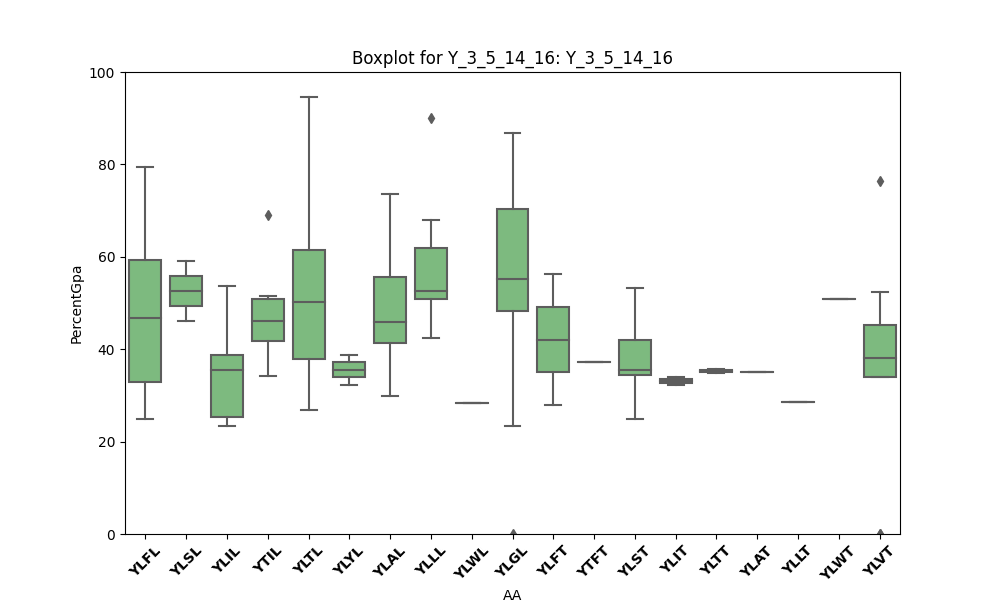 Boxplot for Y_3_5_14_16: Y_3_5_14_16
100
80
60
40
20
0
PercentGpa
YLFL
YLSL
YLIL
YTIL
YLTL
YLYL
YLAL
YLLL
YLWL
YLGL
YLFT
YTFT
YLST
YLIT
YLTT
YLAT
YLLT
YLWT
YLVT
AA